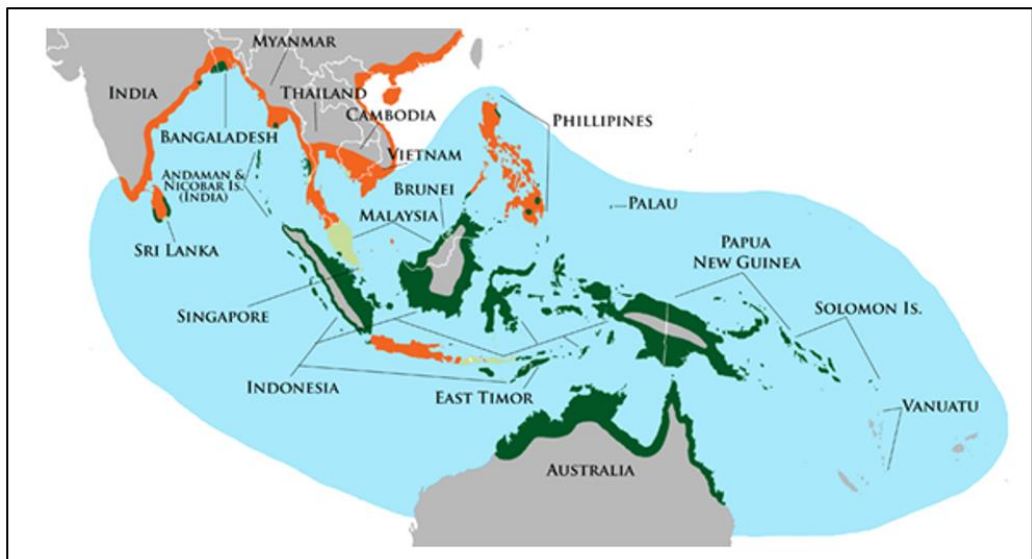 MYANMAR
INDIA
THAILAND
CAMBODIA
PHILLIPINES
BANGALADESH
VIETNAM
ANDAMAN &
NICOBAR IS.
(INDIA)
BRUNEI
MALAYSIA
PALAU
SRI LANKA
PAPUA
NEW GUINEA
SINGAPORE
SOLOMON IS.
INDONESIA
EAST TIMOR
VANUATU
AUSTRALIA